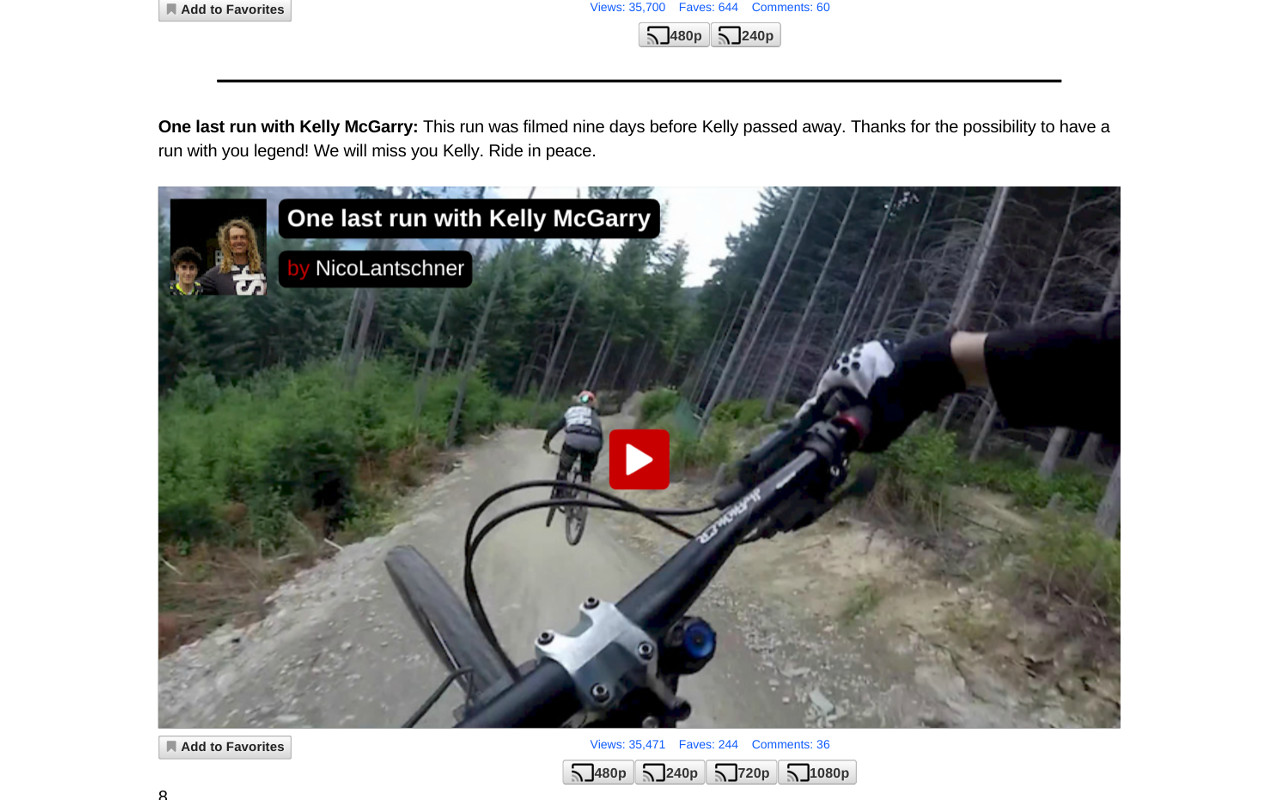 Add to Favorites
Views: 35,700 Faves: 644 Comments: 60
480p 240p
One last run with Kelly McGarry: This run was filmed nine days before Kelly passed away. Thanks for the possibility to have a
run with you legend! We will miss you Kelly. Ride in peace.
One last run with Kelly McGarry
by NicoLantschner
Add to Favorites
Views: 35,471 Faves: 244 Comments: 36
480p 240p 720p 1080p
8